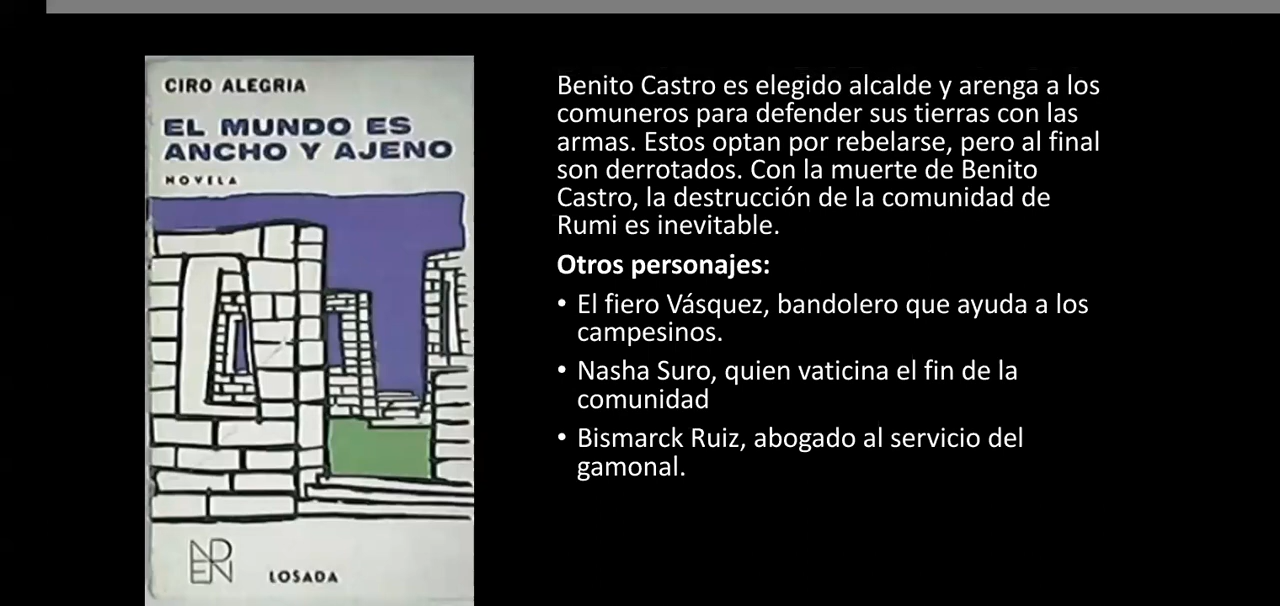 CIRO ALEGRIA
EL MUNDO ES
ANCHO Y AJENO
NOVELA
LOSADA
Benito Castro es elegido alcalde y arenga a los
comuneros para defender sus tierras con las
armas. Estos optan por rebelarse, pero al final
son derrotados. Con la muerte de Benito
Castro, la destrucción de la comunidad de
Rumi es inevitable.
Otros personajes:
• El fiero Vásquez, bandolero que ayuda a los
campesinos.
• Nasha Suro, quien vaticina el fin de la
comunidad
• Bismarck Ruiz, abogado al servicio del
gamonal.